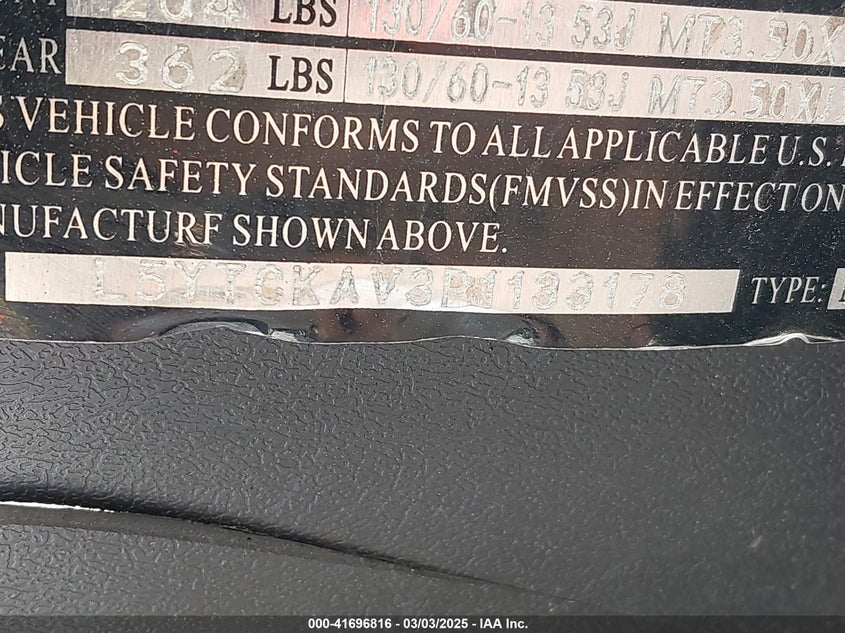 204 LBS 130/60-13 53J MT3.50X
EAR 362 LBS 130/60-13 53J MT3.50X
S VEHICLE CONFORMS TO ALL APPLICABLE U.S.
ICLE SAFETY STANDARDS(FMVSS)IN EFFECT ON
NUFACTURF SHOWN ABOVE.
L5YTCKAV3P1133178 TYPE:
000-41696816 - 03/03/2025 - IAA Inc.